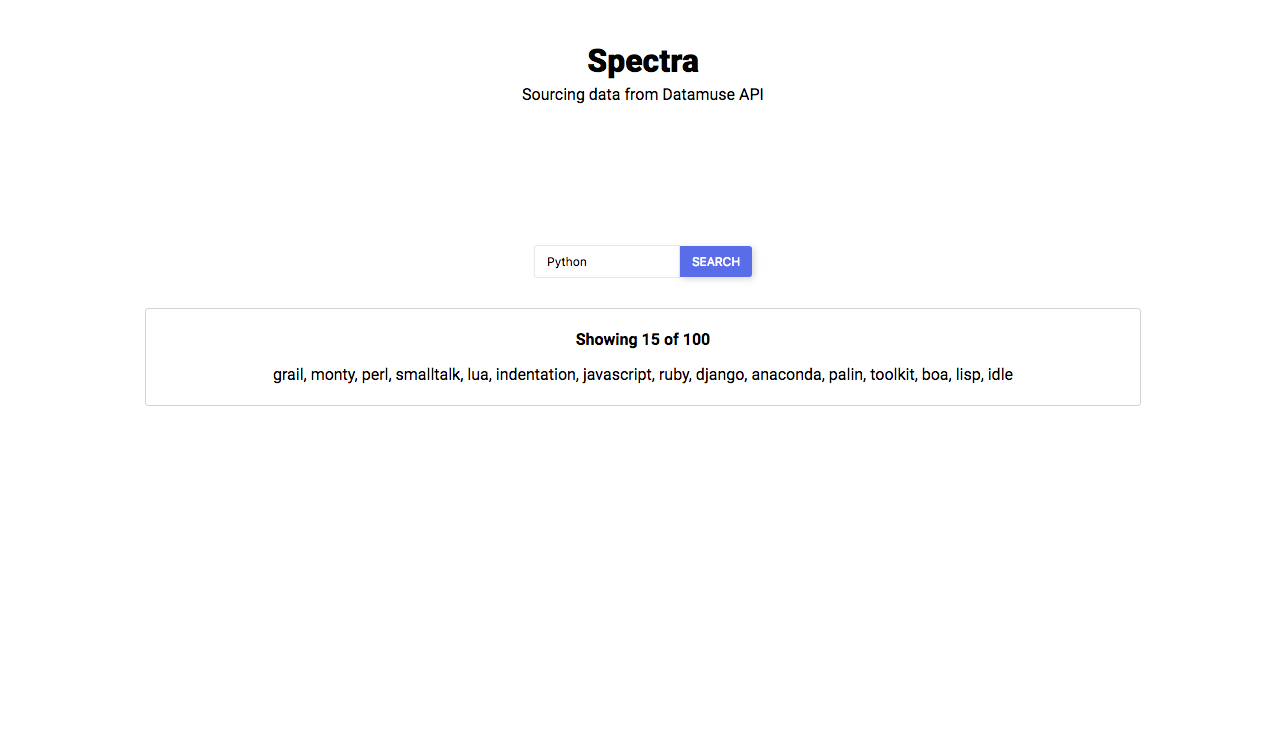 Spectra
Sourcing data from Datamuse API
Python
SEARCH
Showing 15 of 100
grail, monty, perl, smalltalk, lua, indentation, javascript, ruby, django, anaconda, palin, toolkit, boa, lisp, idle